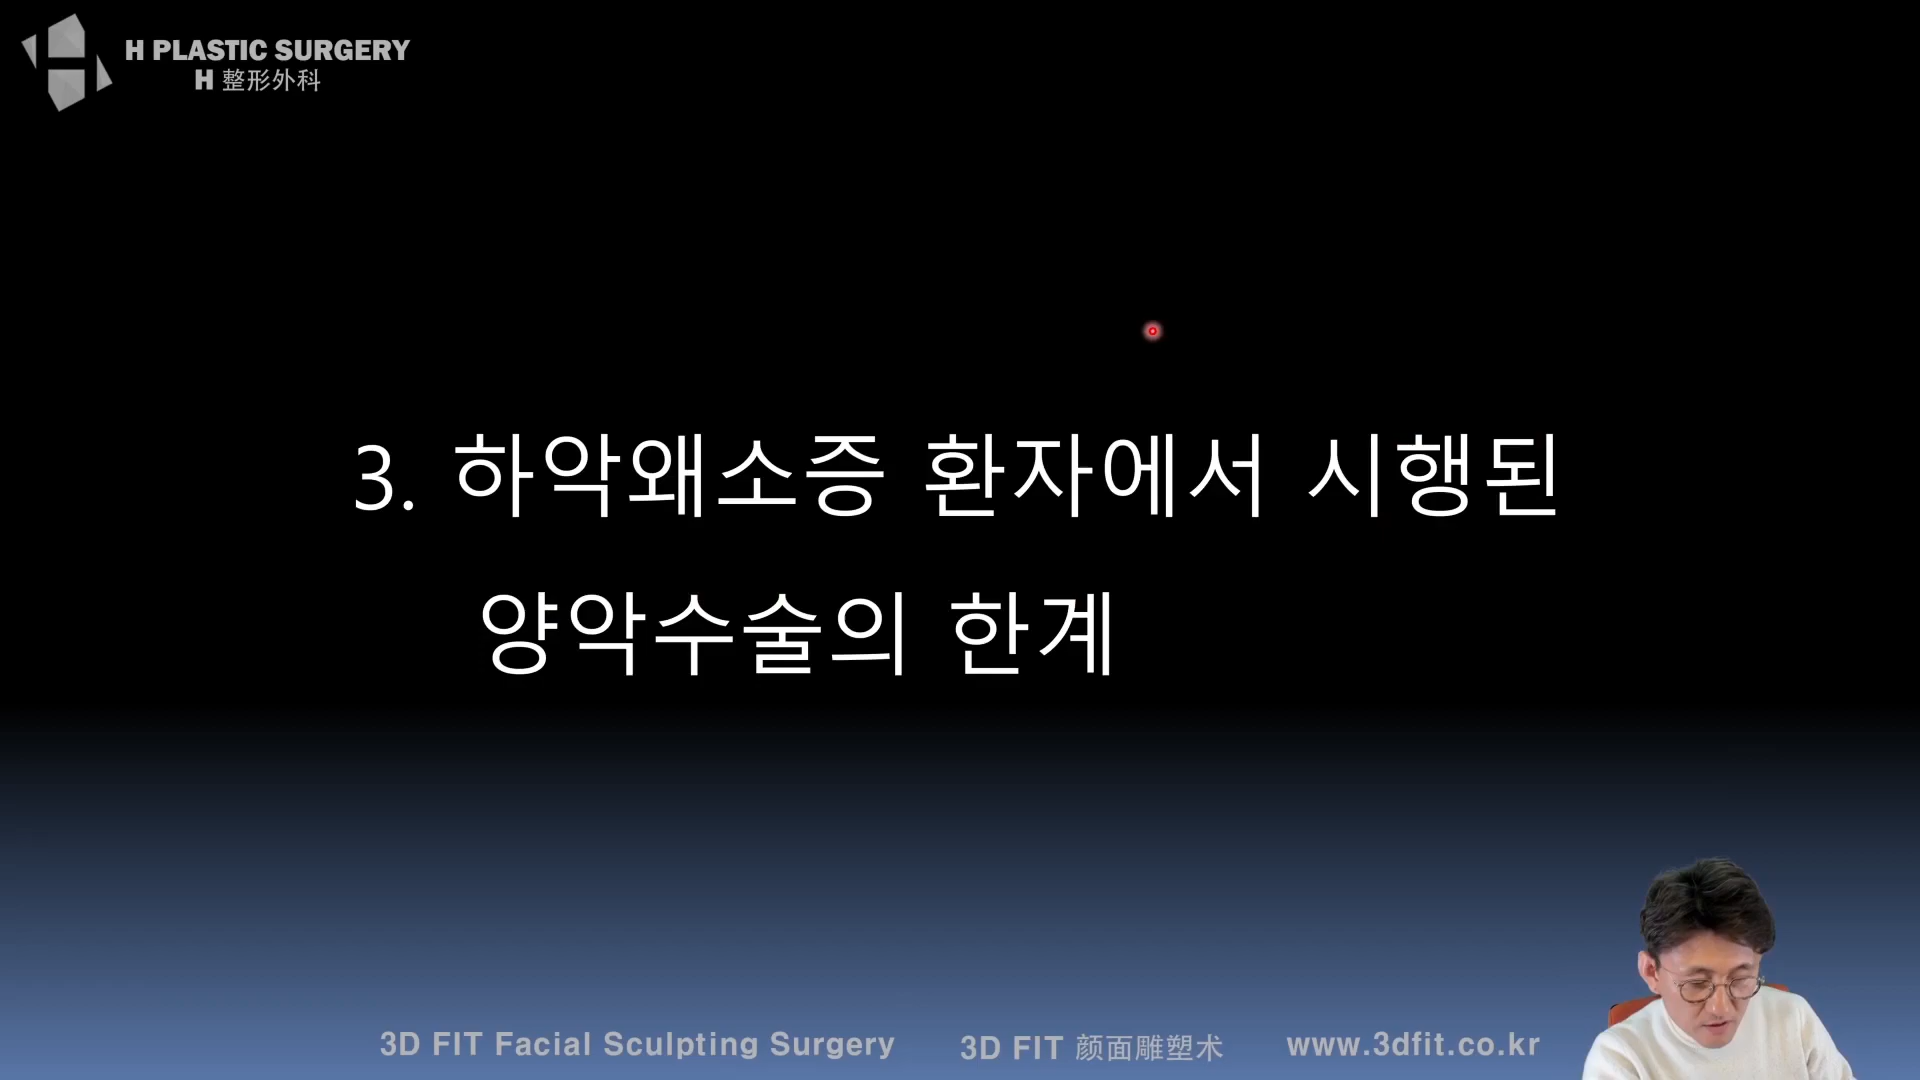 H PLASTIC SURGERY
H 整形外科
3. 하악왜소증 환자에서 시행된
양악수술의 한계
3D FIT Facial Sculpting Surgery 3D FIT 颜面雕塑术 www.3dfit.co.kr